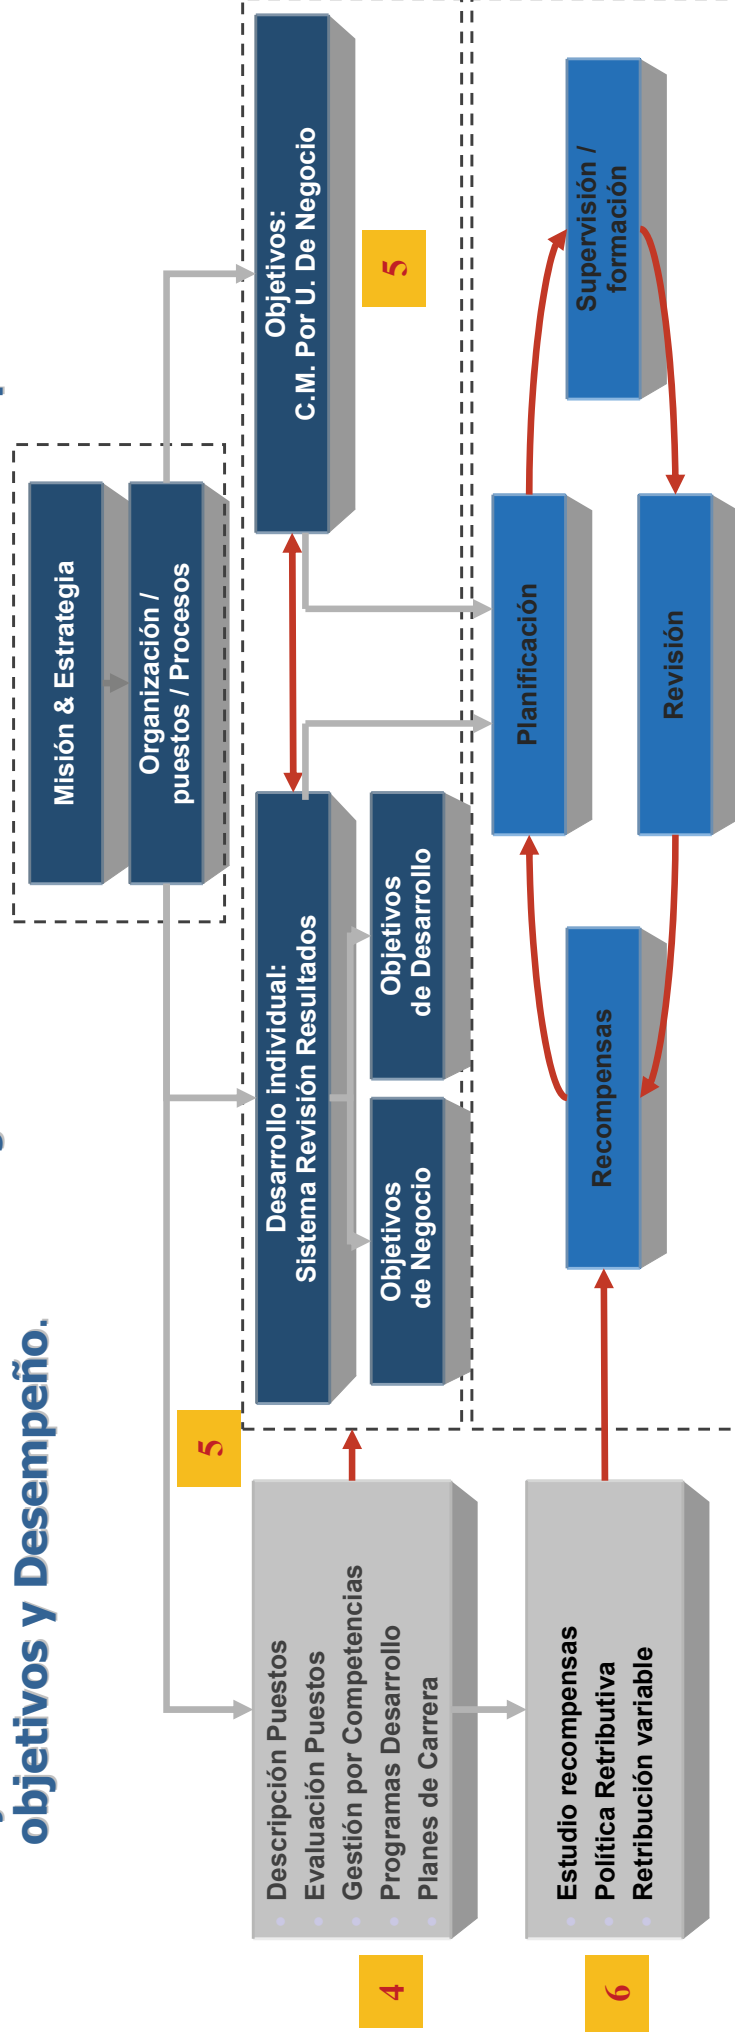 objetivos y Desempeño.
Misión & Estrategia
Organización /
puestos / Procesos
5
Desarrollo individual:
Sistema Revisión Resultados
Objetivos:
C.M. Por U. De Negocio
5
Objetivos
de Negocio
Objetivos
de Desarrollo
4
Descripción Puestos
Evaluación Puestos
Gestión por Competencias
Programas Desarrollo
Planes de Carrera
6
Estudio recompensas
Política Retributiva
Retribución variable
Planificación
Recompensas
Supervisión /
formación
Revisión